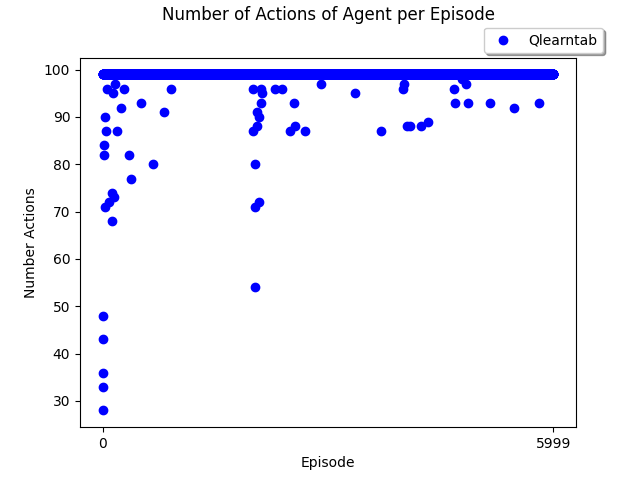 Number of Actions of Agent per Episode
Qlearntab
100
90
80
70
60
50
40
30
Number Actions
0
5999
Episode